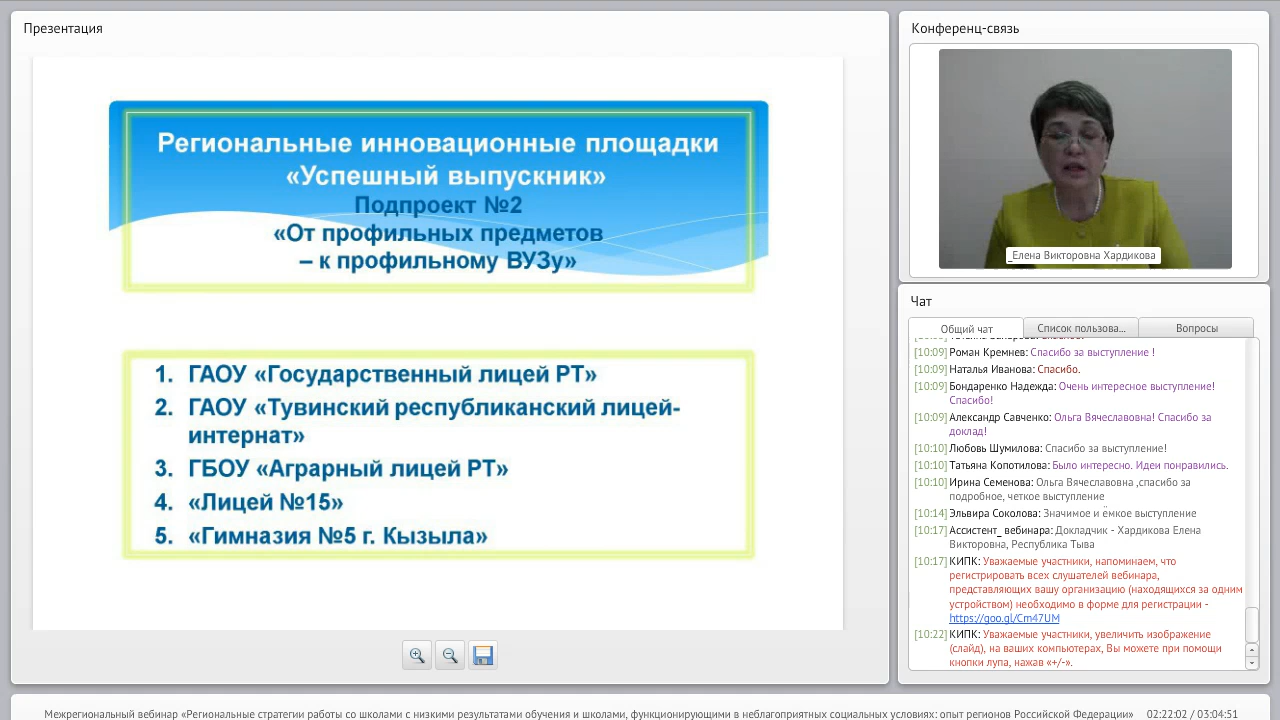 Презентация
Региональные инновационные площадки
«Успешный выпускник»
Подпроект №2
«От профильных предметов
– к профильному ВУЗу»
1. ГАОУ «Государственный лицей РТ»
2. ГАОУ «Тувинский республиканский лицей-
интернат»
3. ГБОУ «Аграрный лицей РТ»
4. «Лицей №15»
5. «Гимназия №5 г. Кызыла»
Конференц-связь
_Елена Викторовна Хардикова
Чат
Общий чат
Список пользова...
Вопросы
[10:09] Роман Кремнев: Спасибо за выступление !
[10:09] Наталья Иванова: Спасибо.
[10:09] Бондаренко Надежда: Очень интересное выступление!
Спасибо!
[10:09] Александр Савченко: Ольга Вячеславовна! Спасибо за
доклад!
[10:10] Любовь Шумилова: Спасибо за выступление!
[10:10] Татьяна Копотилова: Было интересно. Идеи понравились.
[10:10] Ирина Семенова: Ольга Вячеславовна ,спасибо за
подробное, четкое выступление
[10:14] Эльвира Соколова: Значимое и ёмкое выступление
[10:17] Ассистент_ вебинара: Докладчик - Хардикова Елена
Викторовна, Республика Тыва
[10:17] КИПК: Уважаемые участники, напоминаем, что
регистрировать всех слушателей вебинара,
представляющих вашу организацию (находящихся за одним
устройством) необходимо в форме для регистрации -
https://goo.gl/Cm47UM
[10:22] КИПК: Уважаемые участники, увеличить изображение
(слайд), на ваших компьютерах, Вы можете при помощи
кнопки лупа, нажав «+/-».
Межрегиональный вебинар «Региональные стратегии работы со школами с низкими результатами обучения и школами, функционирующими в неблагоприятных социальных условиях: опыт регионов Российской Федерации» 02:22:02 / 03:04:51